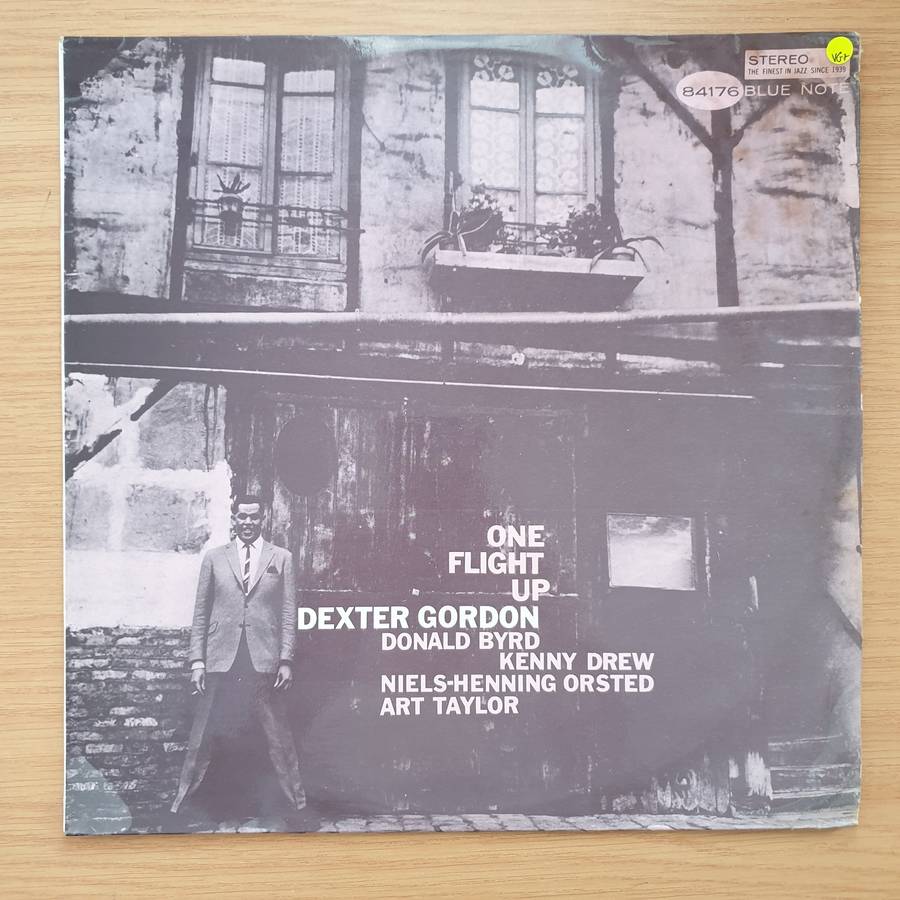 VG+
STEREO
THE FINEST IN JAZZ SINCE 1939
84176 BLUE NOTE
ONE
FLIGHT
UP
DEXTER GORDON
DONALD BYRD
KENNY DREW
NIELS-HENNING ORSTED
ART TAYLOR